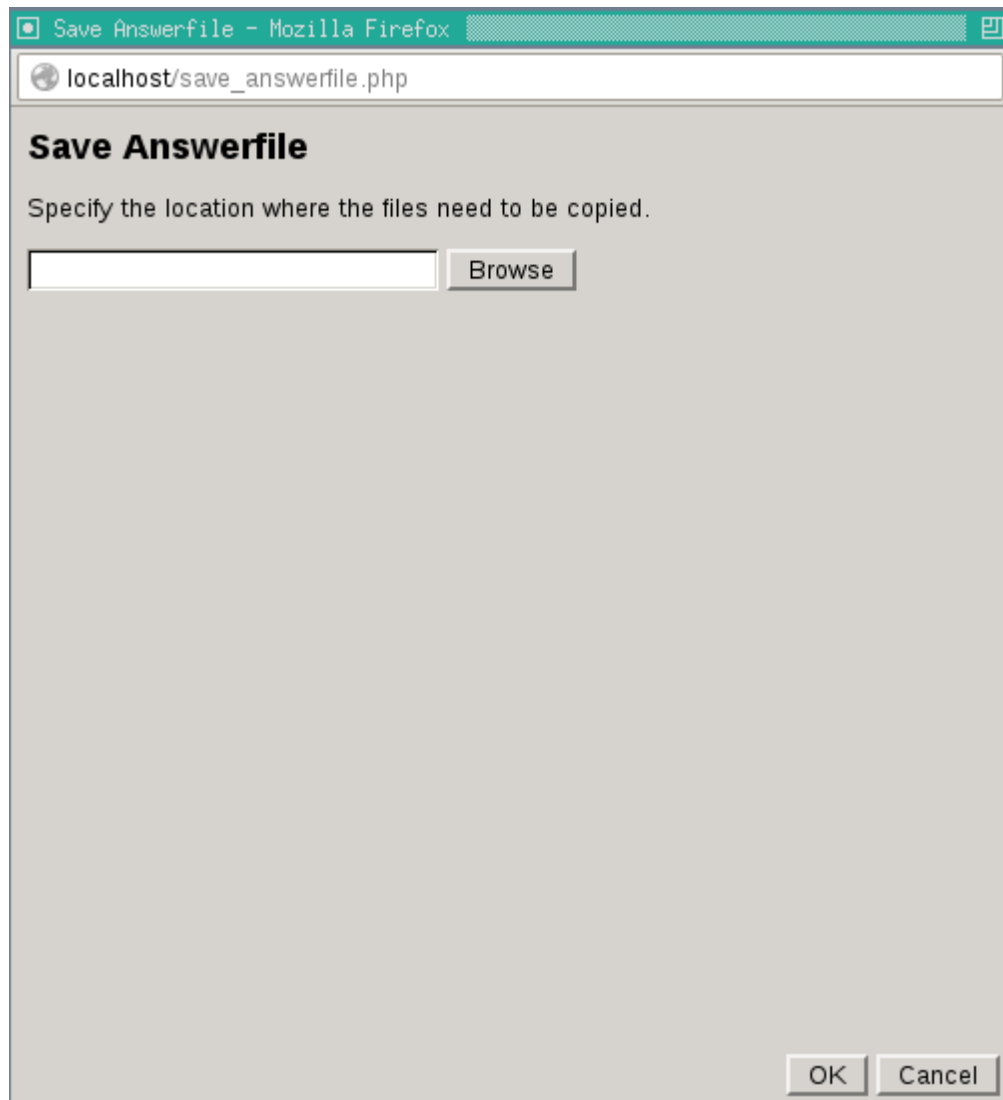 Save Answerfile - Mozilla Firefox
localhost/save_answerfile.php
Save Answerfile
Specify the location where the files need to be copied.
Browse
OK Cancel